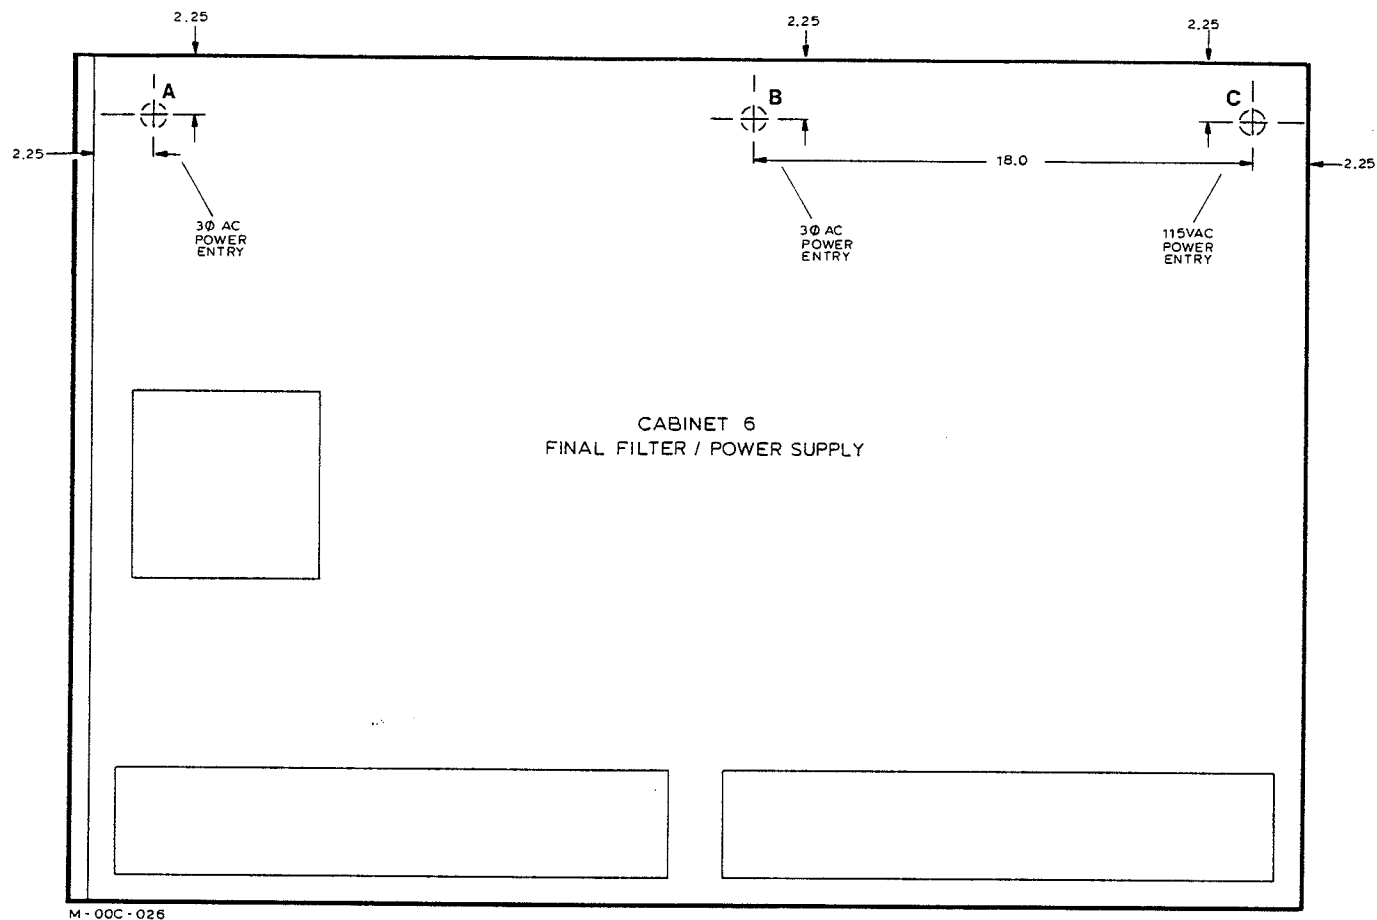 2.25
2.25
2.25
A
B
C
2.25
18.0
2.25
3Ø AC
POWER
ENTRY
3Ø AC
POWER
ENTRY
115VAC
POWER
ENTRY
CABINET 6
FINAL FILTER / POWER SUPPLY
M-00C-026